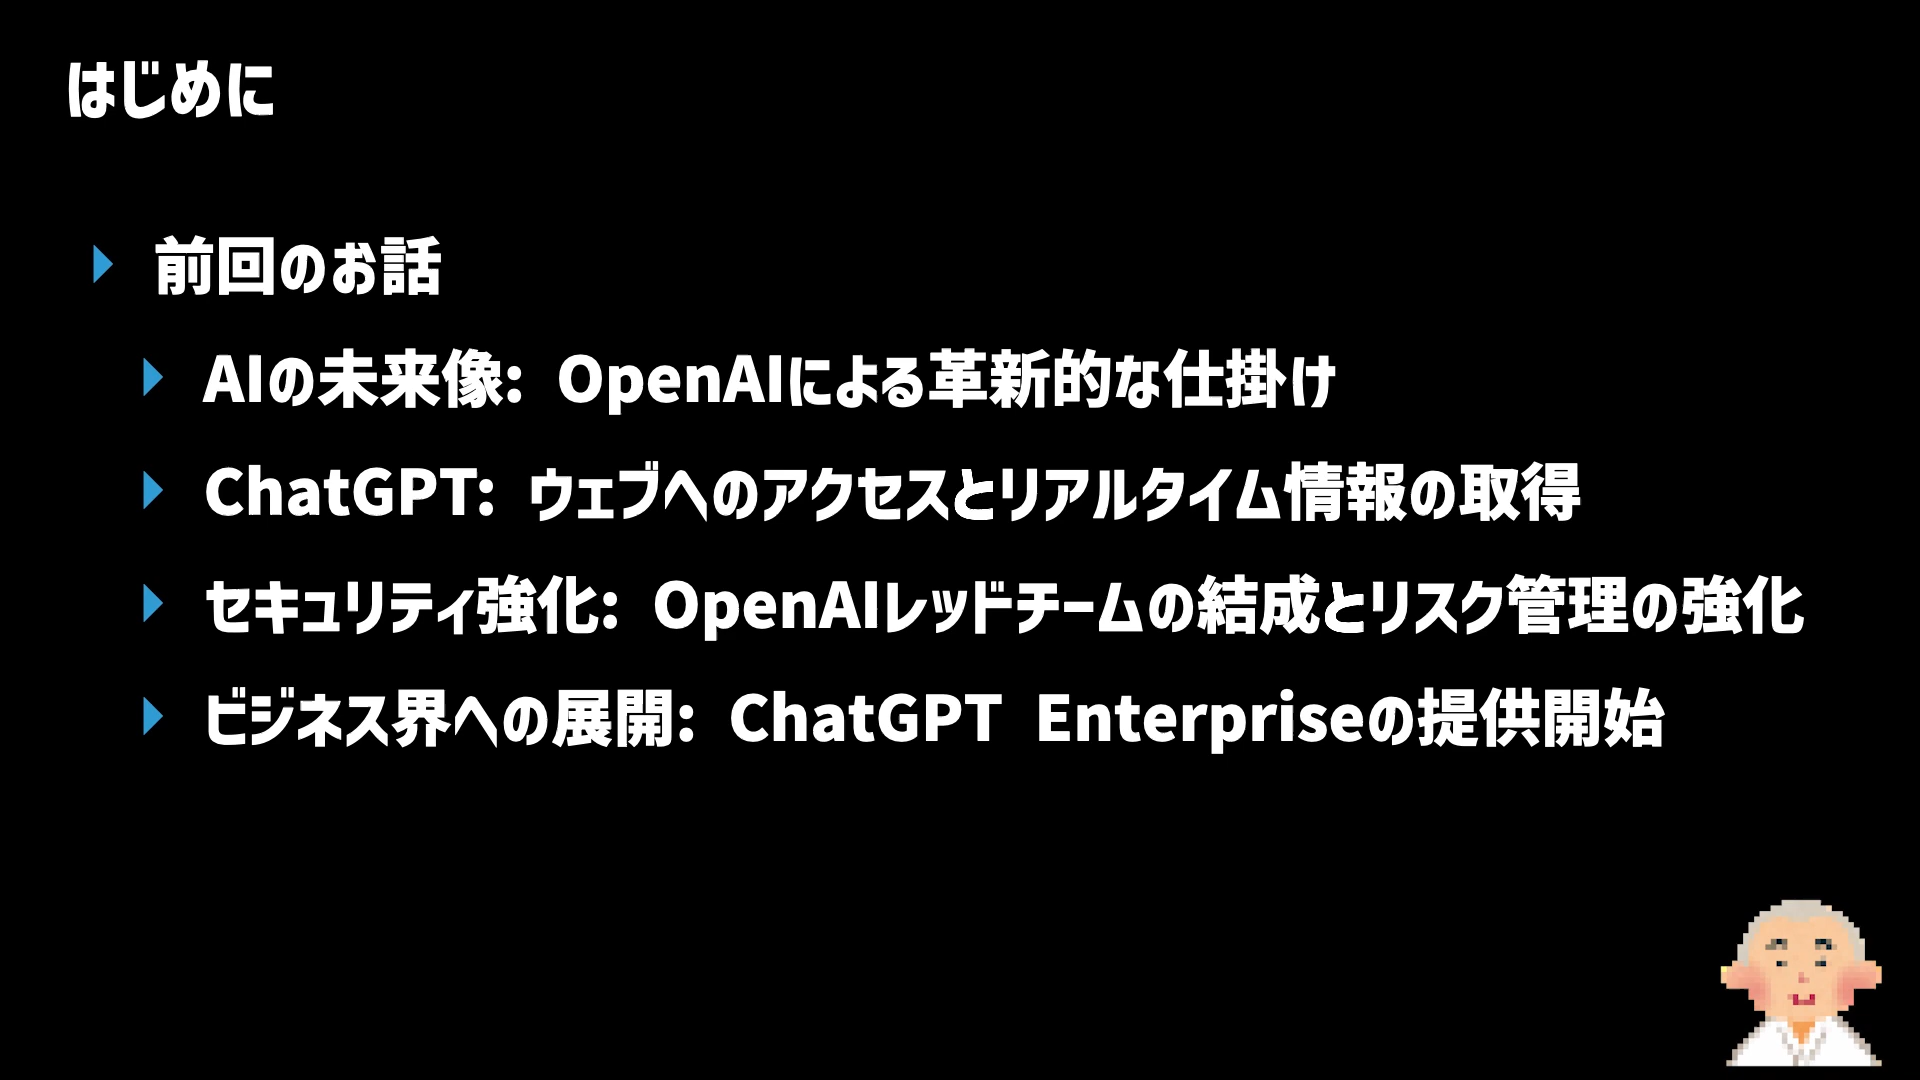 はじめに
前回のお話
AIの未来像: OpenAIによる革新的な仕掛け
ChatGPT: ウェブへのアクセスとリアルタイム情報の取得
セキュリティ強化: OpenAIレッドチームの結成とリスク管理の強化
ビジネス界への展開: ChatGPT Enterpriseの提供開始